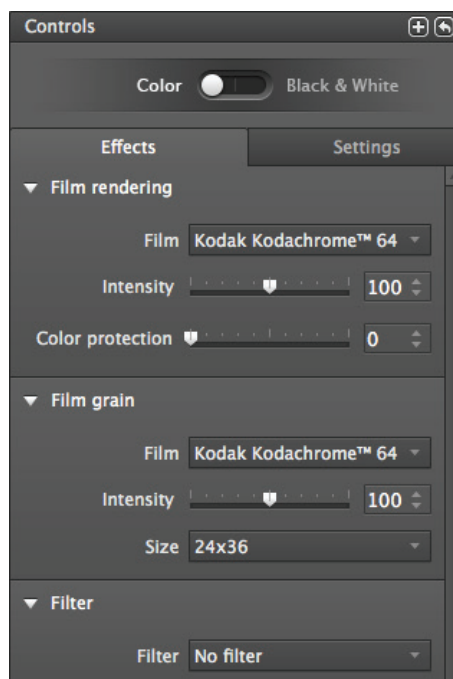 Controls
Color Black & White
Effects Settings
Film rendering
Film Kodak Kodachrome™ 64
Intensity 100
Color protection 0
Film grain
Film Kodak Kodachrome™ 64
Intensity 100
Size 24x36
Filter
Filter No filter